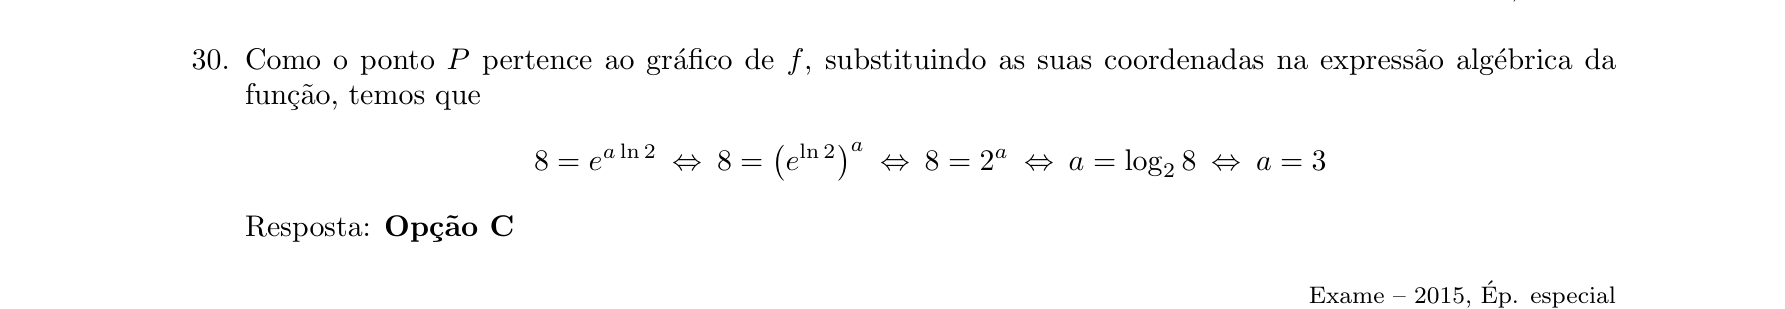 30. Como o ponto P pertence ao gráfico de f, substituindo as suas coordenadas na expressão algébrica da
função, temos que
8 = e^{a ln 2} ⇔ 8 = (e^{ln 2})^a ⇔ 8 = 2^a ⇔ a = log_2 8 ⇔ a = 3
Resposta: Opção C
Exame – 2015, Ép. especial